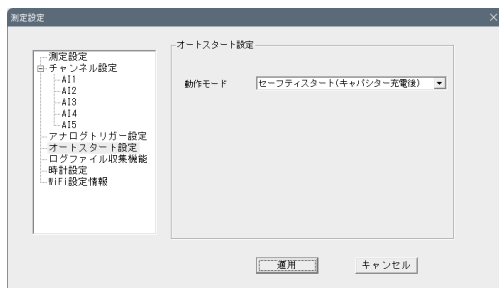 測定設定
測定設定
チャンネル設定
AI1
AI2
AI3
AI4
AI5
アナログトリガー設定
オートスタート設定
ログファイル収集機能
時計設定
WiFi設定情報
オートスタート設定
動作モード
セーフティスタート(キャパシター充電後)
適用
キャンセル